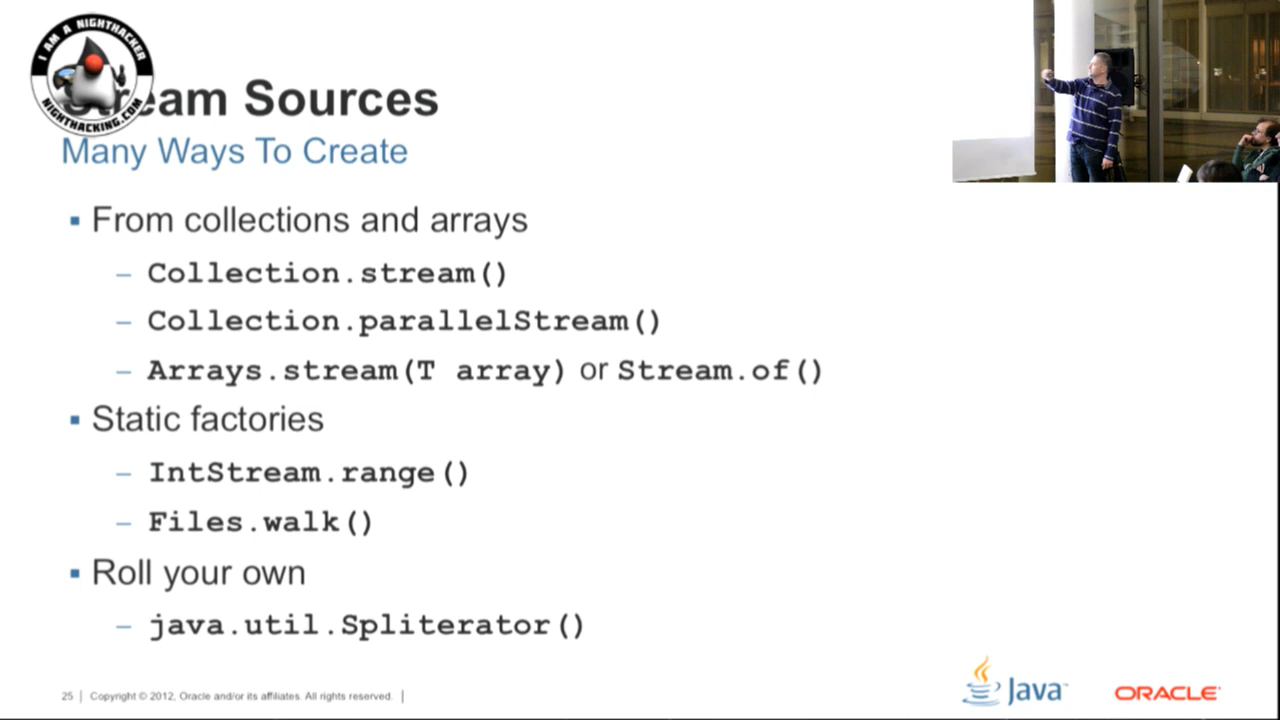 I AM A NIGHTHACKER
NIGHTHACKING.COM
Stream Sources
Many Ways To Create
▪ From collections and arrays
– Collection.stream()
– Collection.parallelStream()
– Arrays.stream(T array) or Stream.of()
▪ Static factories
– IntStream.range()
– Files.walk()
▪ Roll your own
– java.util.Spliterator()
25 | Copyright © 2012, Oracle and/or its affiliates. All rights reserved. |
Java™
ORACLE®